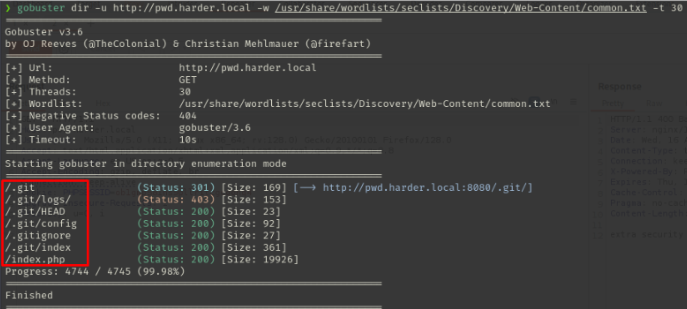 ❯ gobuster dir -u http://pwd.harder.local -w /usr/share/wordlists/seclists/Discovery/Web-Content/common.txt -t 30
Gobuster v3.6
by OJ Reeves (@TheColonial) & Christian Mehlmauer (@firefart)
[+] Url: http://pwd.harder.local
[+] Method: GET
[+] Threads: 30
[+] Wordlist: /usr/share/wordlists/seclists/Discovery/Web-Content/common.txt
[+] Negative Status codes: 404
[+] User Agent: gobuster/3.6
[+] Timeout: 10s
Starting gobuster in directory enumeration mode
/.git (Status: 301) [Size: 169] [--> http://pwd.harder.local:8080/.git/]
/.git/logs/ (Status: 403) [Size: 153]
/.git/HEAD (Status: 200) [Size: 23]
/.git/config (Status: 200) [Size: 92]
/.gitignore (Status: 200) [Size: 27]
/.git/index (Status: 200) [Size: 361]
/index.php (Status: 200) [Size: 19926]
Progress: 4744 / 4745 (99.98%)
Finished